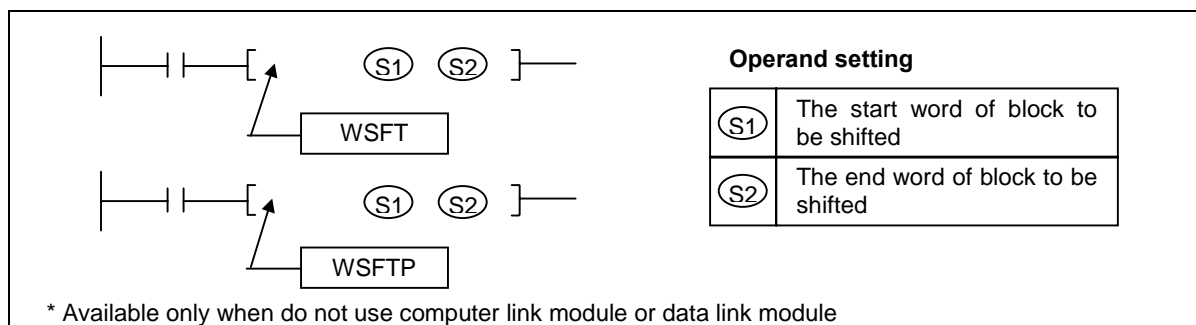 S1 S2
WSFT
S1 S2
WSFTP
Operand setting
S1 The start word of block to
be shifted
S2 The end word of block to be
shifted
* Available only when do not use computer link module or data link module